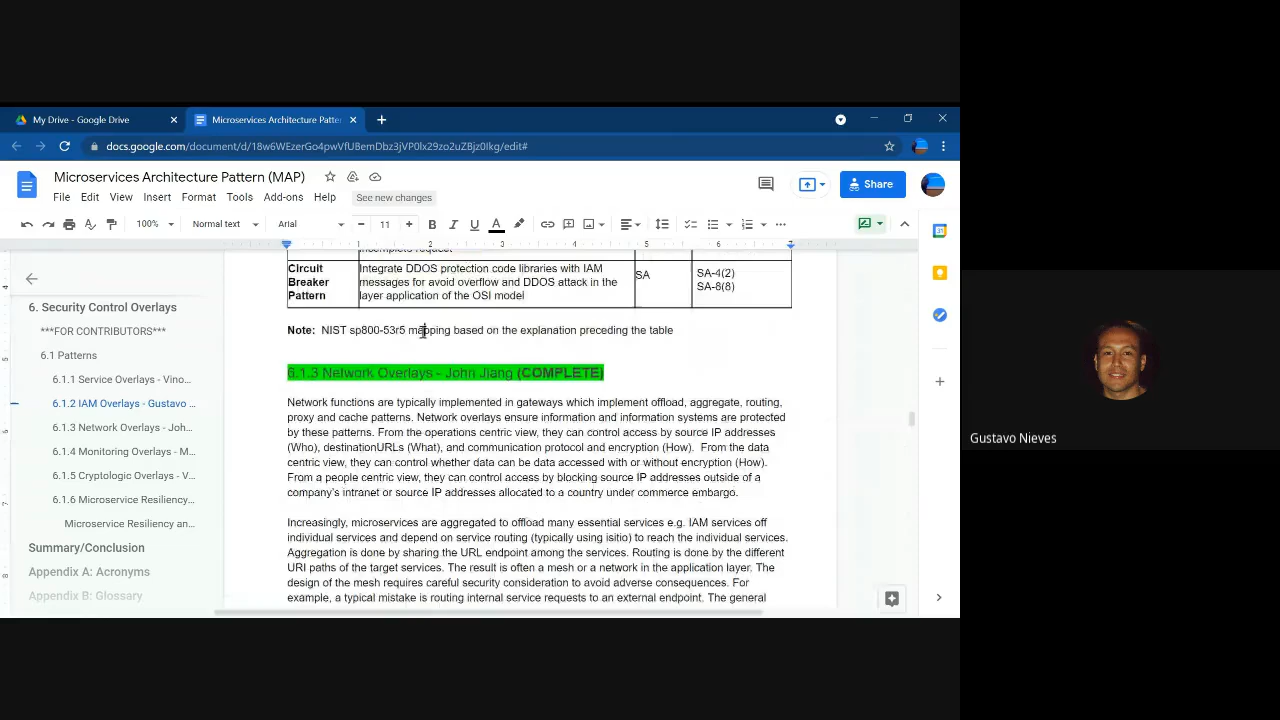 My Drive - Google Drive
Microservices Architecture Patter
docs.google.com/document/d/18w6WEzerGo4pwVfUBemDbz3jVP0lx29zo2uZBjz0Ikg/edit#
Microservices Architecture Pattern (MAP)
File Edit View Insert Format Tools Add-ons Help See new changes
Share
100% Normal text Arial 11
1 2 3 4 5 6 7
incomplete request
Circuit Integrate DDOS protection code libraries with IAM SA SA-4(2)
Breaker messages for avoid overflow and DDOS attack in the SA-8(8)
Pattern layer application of the OSI model
Note: NIST sp800-53r5 mapping based on the explanation preceding the table
6.1.3 Network Overlays - John Jiang (COMPLETE)
Network functions are typically implemented in gateways which implement offload, aggregate, routing,
proxy and cache patterns. Network overlays ensure information and information systems are protected
by these patterns. From the operations centric view, they can control access by source IP addresses
(Who), destinationURLs (What), and communication protocol and encryption (How). From the data
centric view, they can control whether data can be data accessed with or without encryption (How).
From a people centric view, they can control access by blocking source IP addresses outside of a
company's intranet or source IP addresses allocated to a country under commerce embargo.
Increasingly, microservices are aggregated to offload many essential services e.g. IAM services off
individual services and depend on service routing (typically using isitio) to reach the individual services.
Aggregation is done by sharing the URL endpoint among the services. Routing is done by the different
URI paths of the target services. The result is often a mesh or a network in the application layer. The
design of the mesh requires careful security consideration to avoid adverse consequences. For
example, a typical mistake is routing internal service requests to an external endpoint. The general
6. Security Control Overlays
***FOR CONTRIBUTORS***
6.1 Patterns
6.1.1 Service Overlays - Vino...
6.1.2 IAM Overlays - Gustavo ...
6.1.3 Network Overlays - Joh...
6.1.4 Monitoring Overlays - M...
6.1.5 Cryptologic Overlays - V...
6.1.6 Microservice Resiliency...
Microservice Resiliency an...
Summary/Conclusion
Appendix A: Acronyms
Appendix B: Glossary
Gustavo Nieves